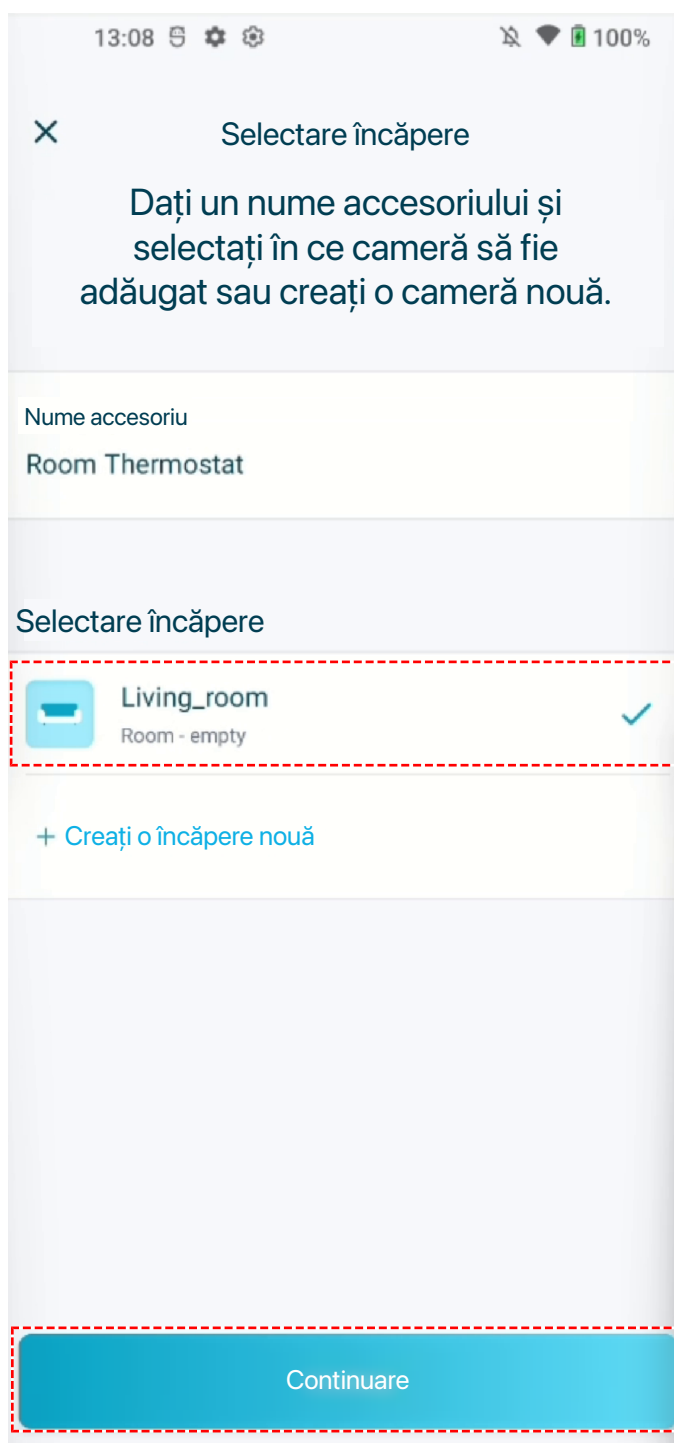 13:08 100%
Selectare încăpere
Dați un nume accesoriului și
selectați în ce cameră să fie
adăugat sau creați o cameră nouă.
Nume accesoriu
Room Thermostat
Selectare încăpere
Living_room
Room - empty
+ Creați o încăpere nouă
Continuare